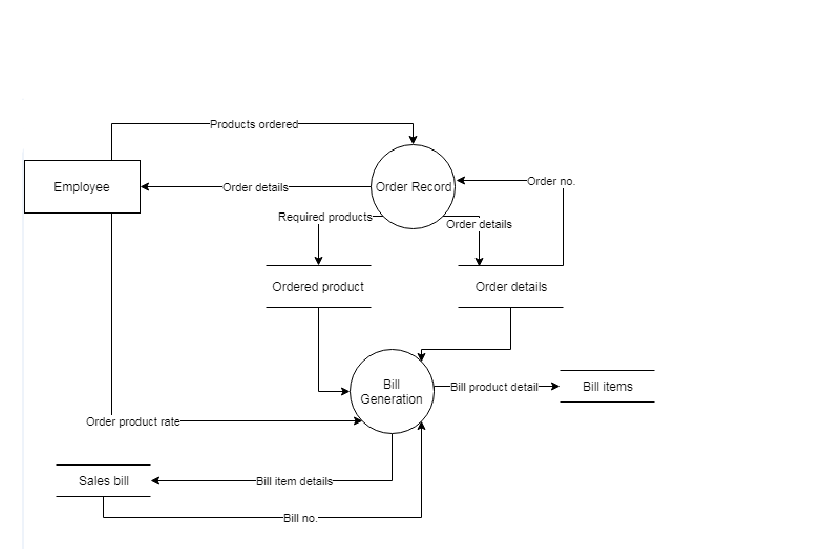 Products ordered
Employee
Order details
Order Record
Order no.
Required products
Order details
Ordered product
Order details
Bill
Generation
Bill product detail
Bill items
Order product rate
Sales bill
Bill item details
Bill no.